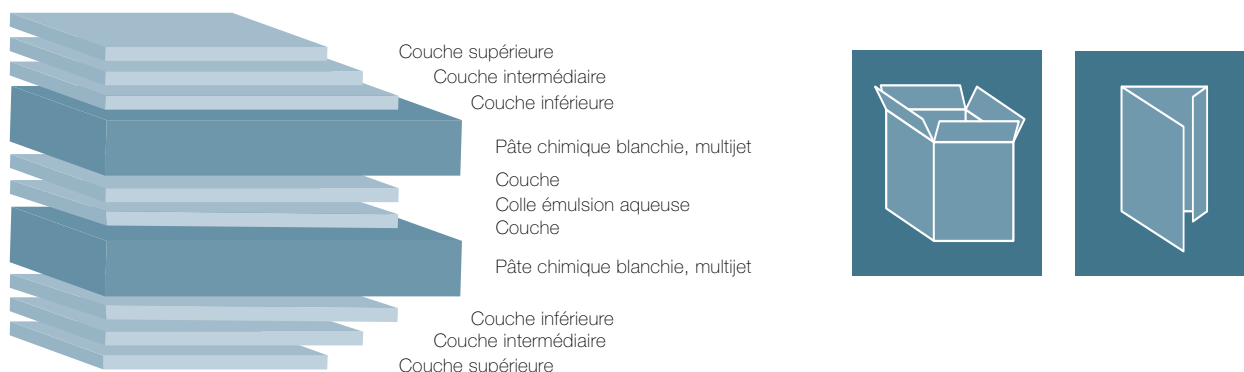 Couche supérieure
Couche intermédiaire
Couche inférieure
Pâte chimique blanchie, multijet
Couche
Colle émulsion aqueuse
Couche
Pâte chimique blanchie, multijet
Couche inférieure
Couche intermédiaire
Couche supérieure